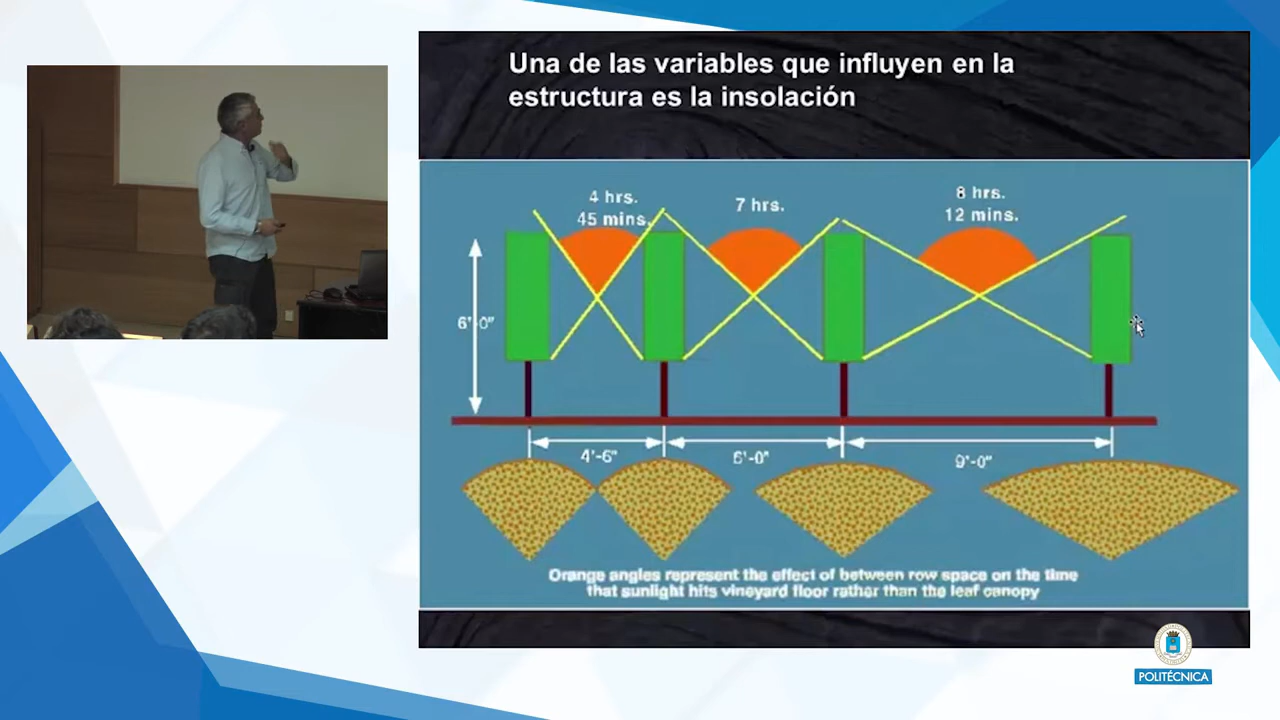 Una de las variables que influyen en la
estructura es la insolación
4 hrs.
45 mins.
7 hrs.
8 hrs.
12 mins.
6'-0"
4'-6"
6'-0"
9'-0"
Orange angles represent the effect of between row space on the time
that sunlight hits vineyard floor rather than the leaf canopy
POLITÉCNICA